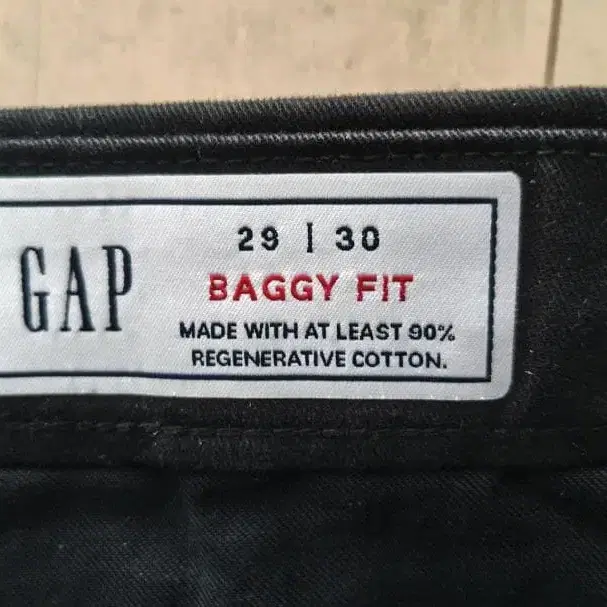 GAP
29 | 30
BAGGY FIT
MADE WITH AT LEAST 90%
REGENERATIVE COTTON.